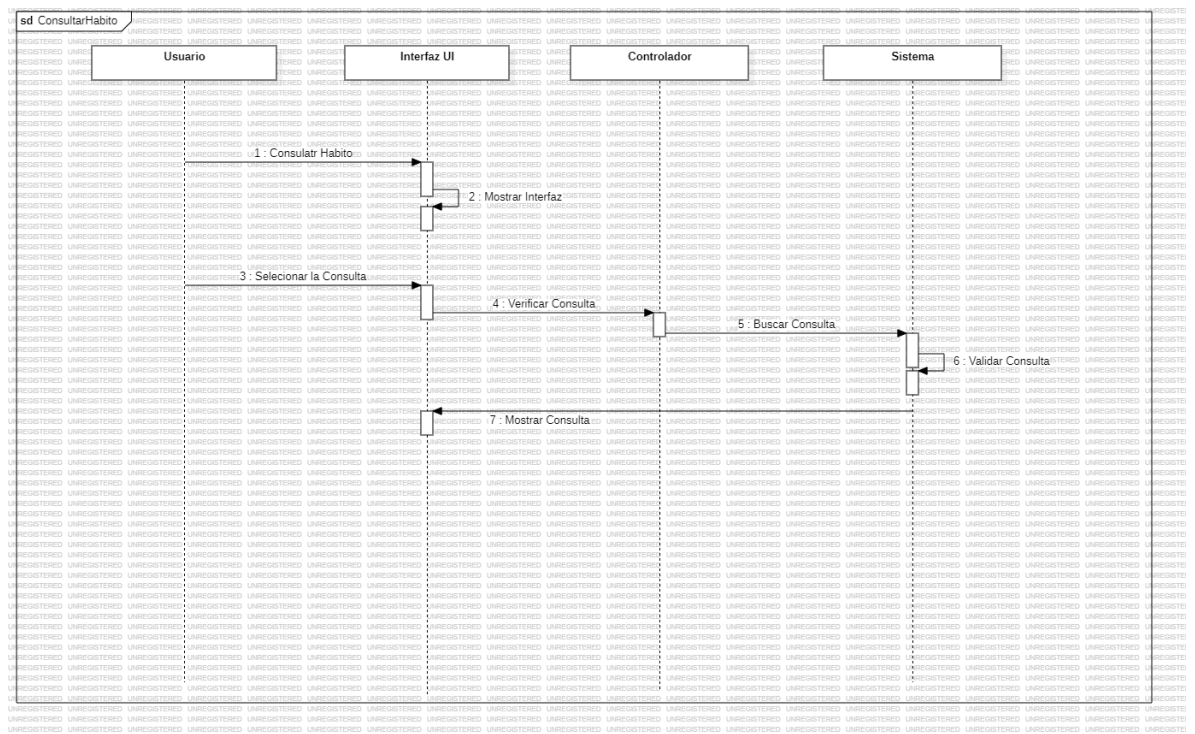 sd ConsultarHabito
Usuario
Interfaz UI
Controlador
Sistema
1 : Consulatr Habito
2 : Mostrar Interfaz
3 : Selecionar la Consulta
4 : Verificar Consulta
5 : Buscar Consulta
6 : Validar Consulta
7 : Mostrar Consulta
UNREGISTERED